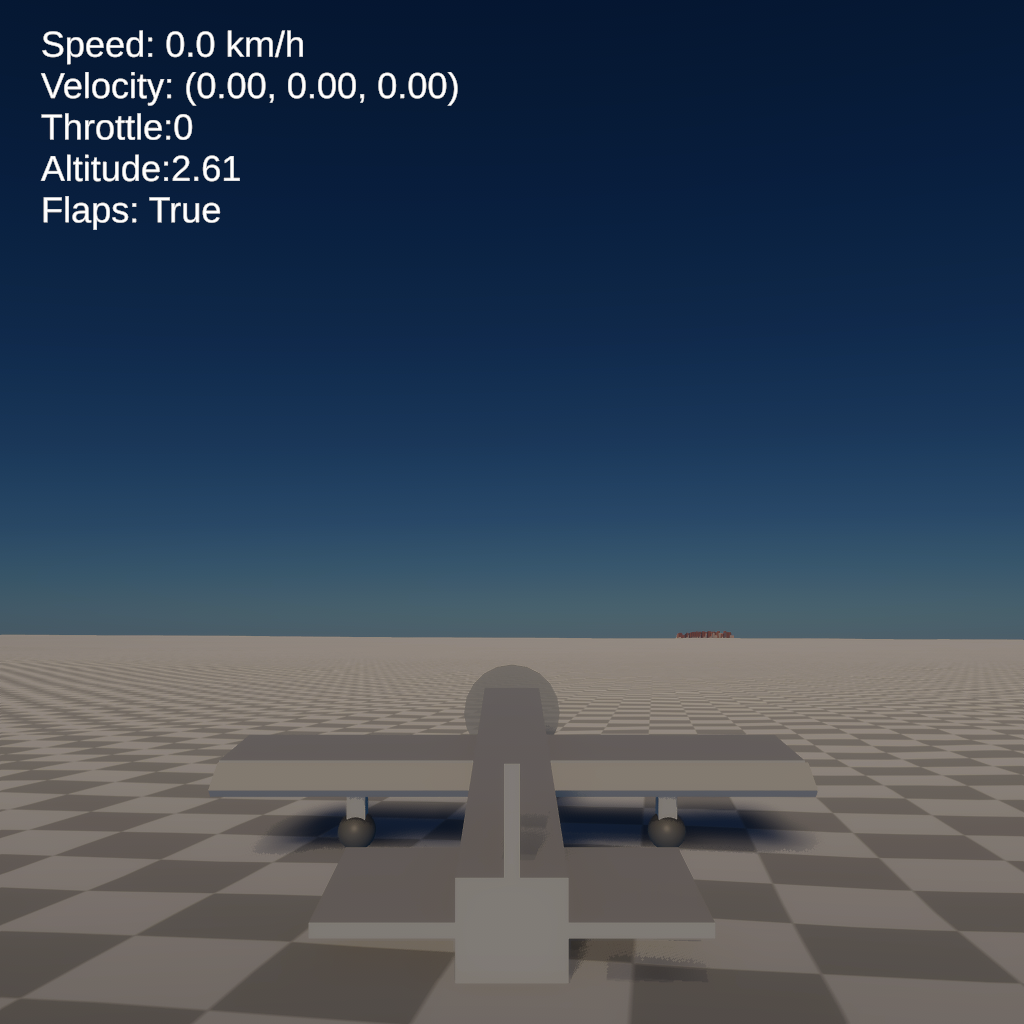 Speed: 0.0 km/h
Velocity: (0.00, 0.00, 0.00)
Throttle:0
Altitude:2.61
Flaps: True